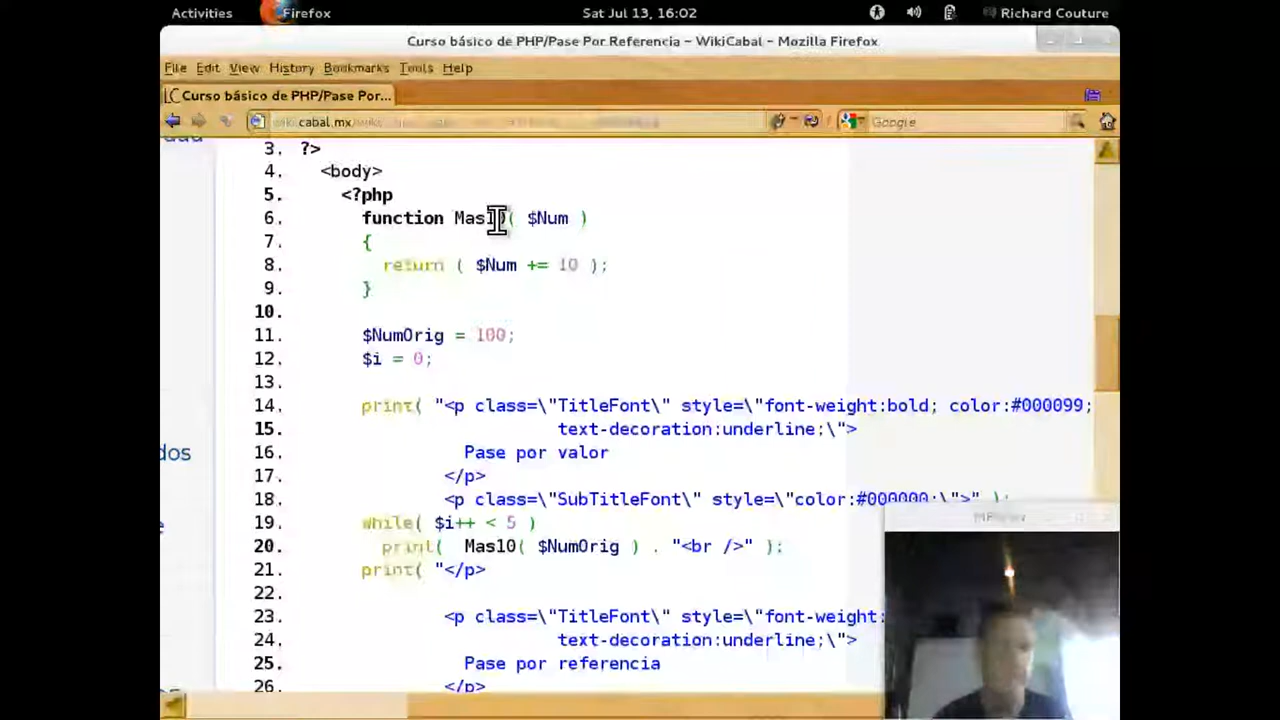 Activities Firefox Sat Jul 13, 16:02 Richard Couture
Curso básico de PHP/Pase Por Referencia – WikiCabal – Mozilla Firefox
File Edit View History Bookmarks Tools Help
Curso básico de PHP/Pase Por...
wiki.cabal.mx/wiki Google
3. ?>
4. <body>
5. <?php
6. function Mas10( $Num )
7. {
8. return ( $Num += 10 );
9. }
10.
11. $NumOrig = 100;
12. $i = 0;
13.
14. print( "<p class=\"TitleFont\" style=\"font-weight:bold; color:#000099;
15. text-decoration:underline;\">
dos
16. Pase por valor
17. </p>
18. <p class=\"SubTitleFont\" style=\"color:#000000;\">" );
19. while( $i++ < 5 )
20. print( Mas10( $NumOrig ) . "<br />" );
21. print( "</p>
22.
23. <p class=\"TitleFont\" style=\"font-weight:
24. text-decoration:underline;\">
25. Pase por referencia
26. </p>